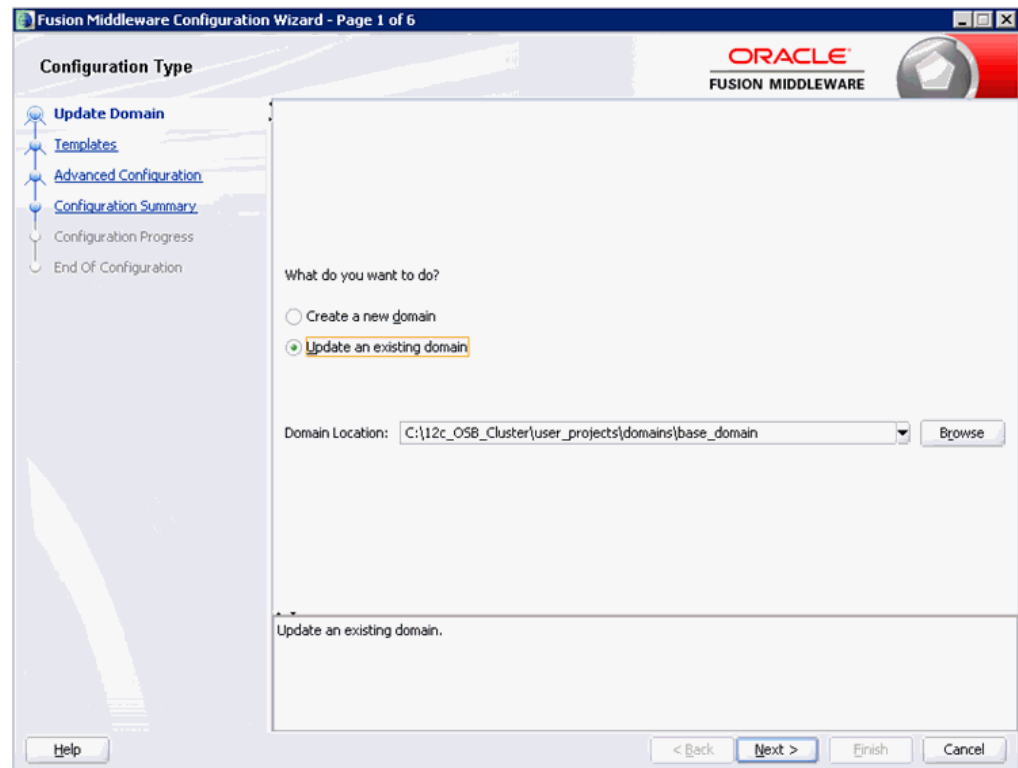 Fusion Middleware Configuration Wizard - Page 1 of 6
Configuration Type
ORACLE
FUSION MIDDLEWARE
Update Domain
Templates
Advanced Configuration
Configuration Summary
Configuration Progress
End Of Configuration
What do you want to do?
Create a new domain
Update an existing domain
Domain Location: C:\12c_OSB_Cluster\user_projects\domains\base_domain Browse
Update an existing domain.
Help < Back Next > Finish Cancel